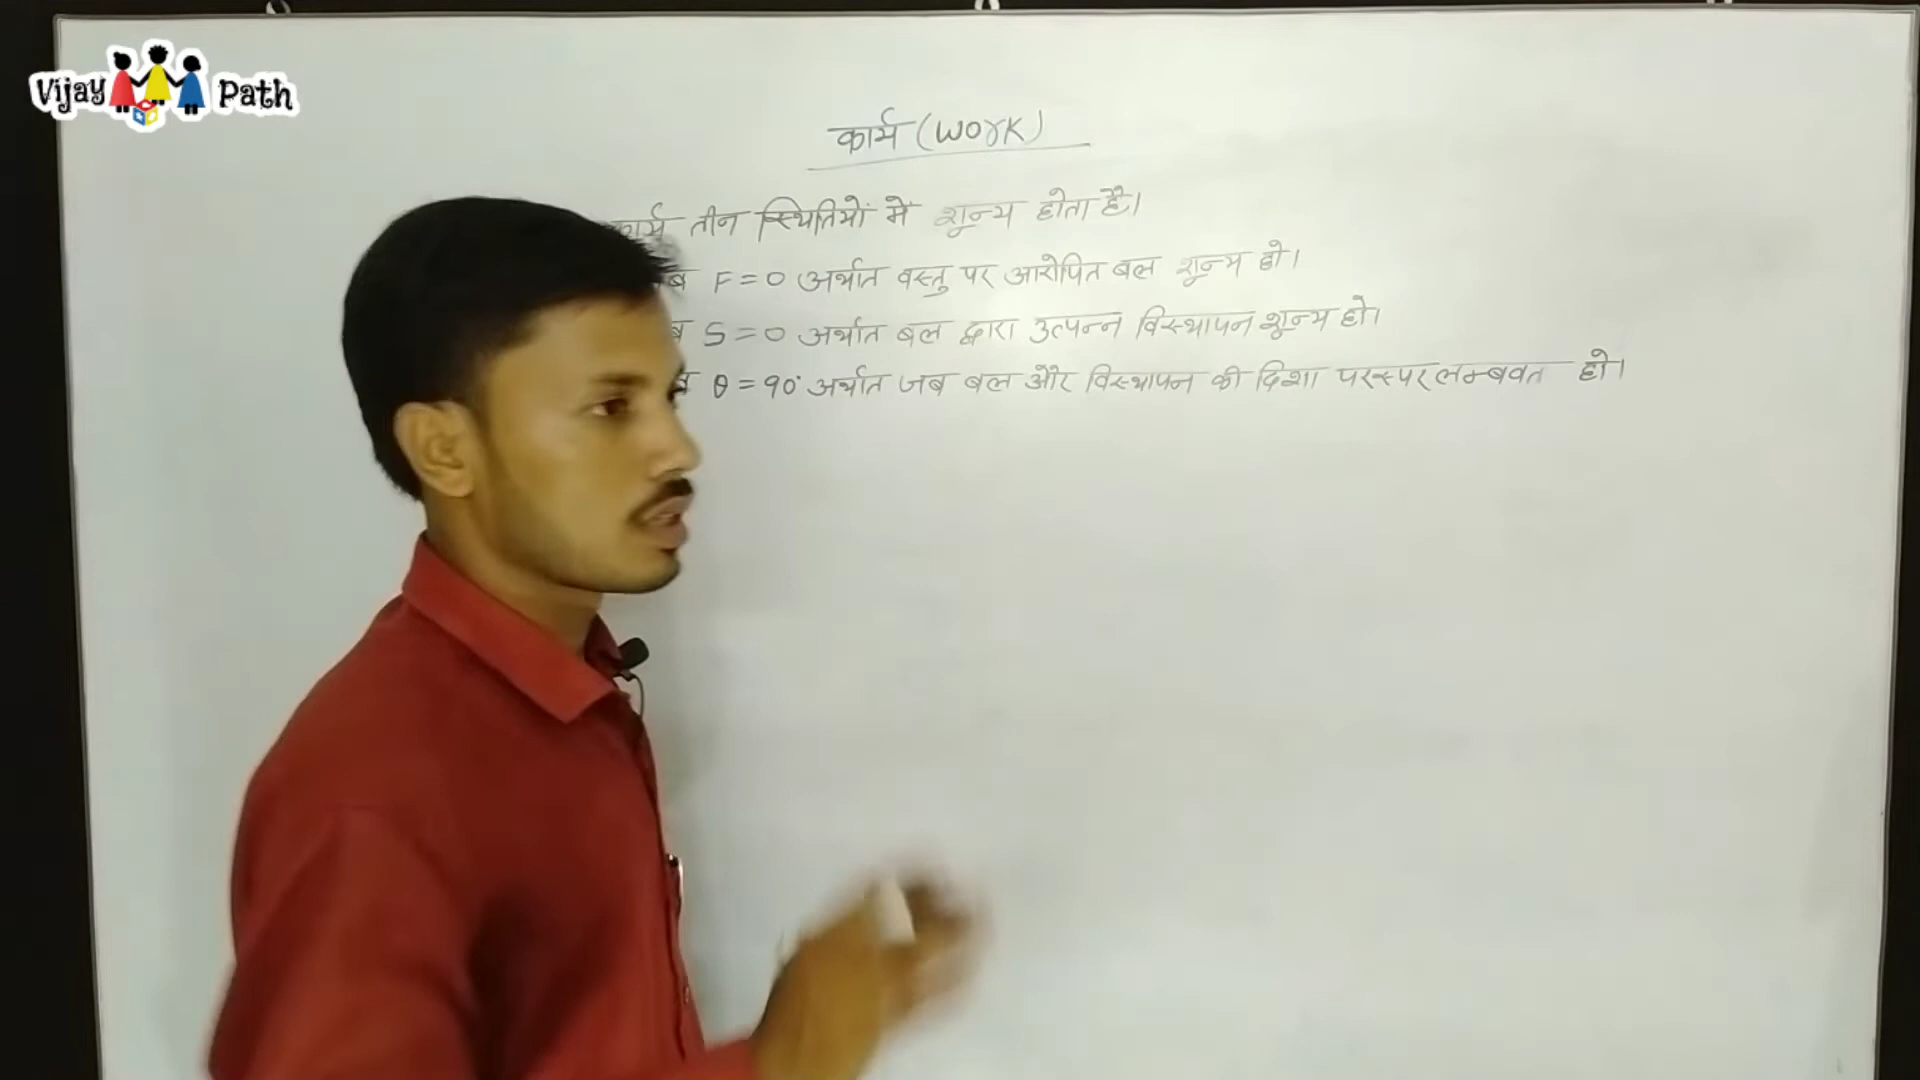 Vijay Path
कार्य (WORK)
कार्य तीन स्थितियों में शून्य होता है।
F = 0 अर्थात वस्तु पर आरोपित बल शून्य हो।
S = 0 अर्थात बल द्वारा उत्पन्न विस्थापन शून्य हो।
θ = 90° अर्थात जब बल और विस्थापन की दिशा परस्पर लम्बवत हो।